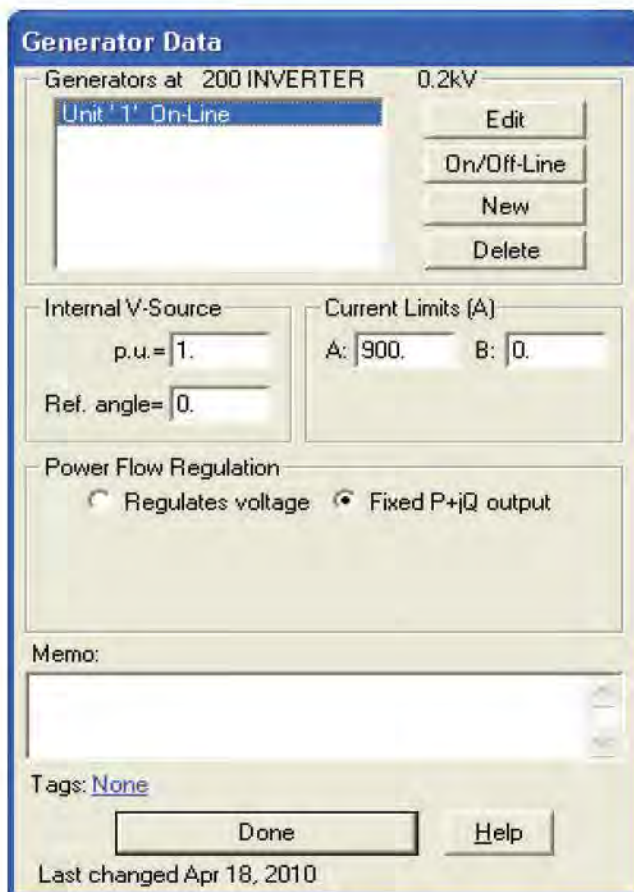 Generator Data
Generators at 200 INVERTER 0.2kV
Unit '1' On-Line
Edit
On/Off-Line
New
Delete
Internal V-Source
p.u.= 1.
Ref. angle= 0.
Current Limits (A)
A: 900. B: 0.
Power Flow Regulation
Regulates voltage Fixed P+jQ output
Memo:
Tags: None
Done Help
Last changed Apr 18, 2010